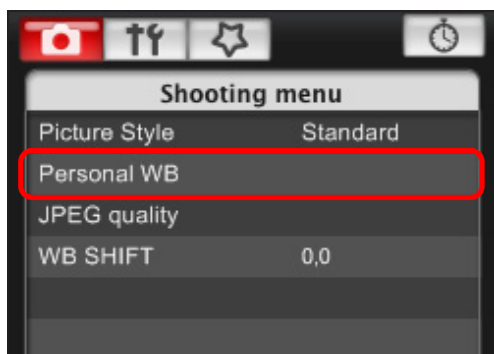 Shooting menu
Picture Style Standard
Personal WB
JPEG quality
WB SHIFT 0,0